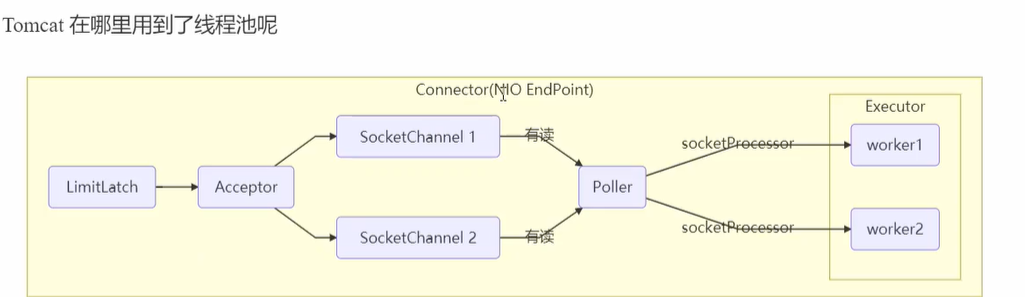 Tomcat 在哪里用到了线程池呢
Connector(NIO EndPoint)
Executor
SocketChannel 1
有读
socketProcessor
worker1
LimitLatch
Acceptor
Poller
SocketChannel 2
有读
socketProcessor
worker2